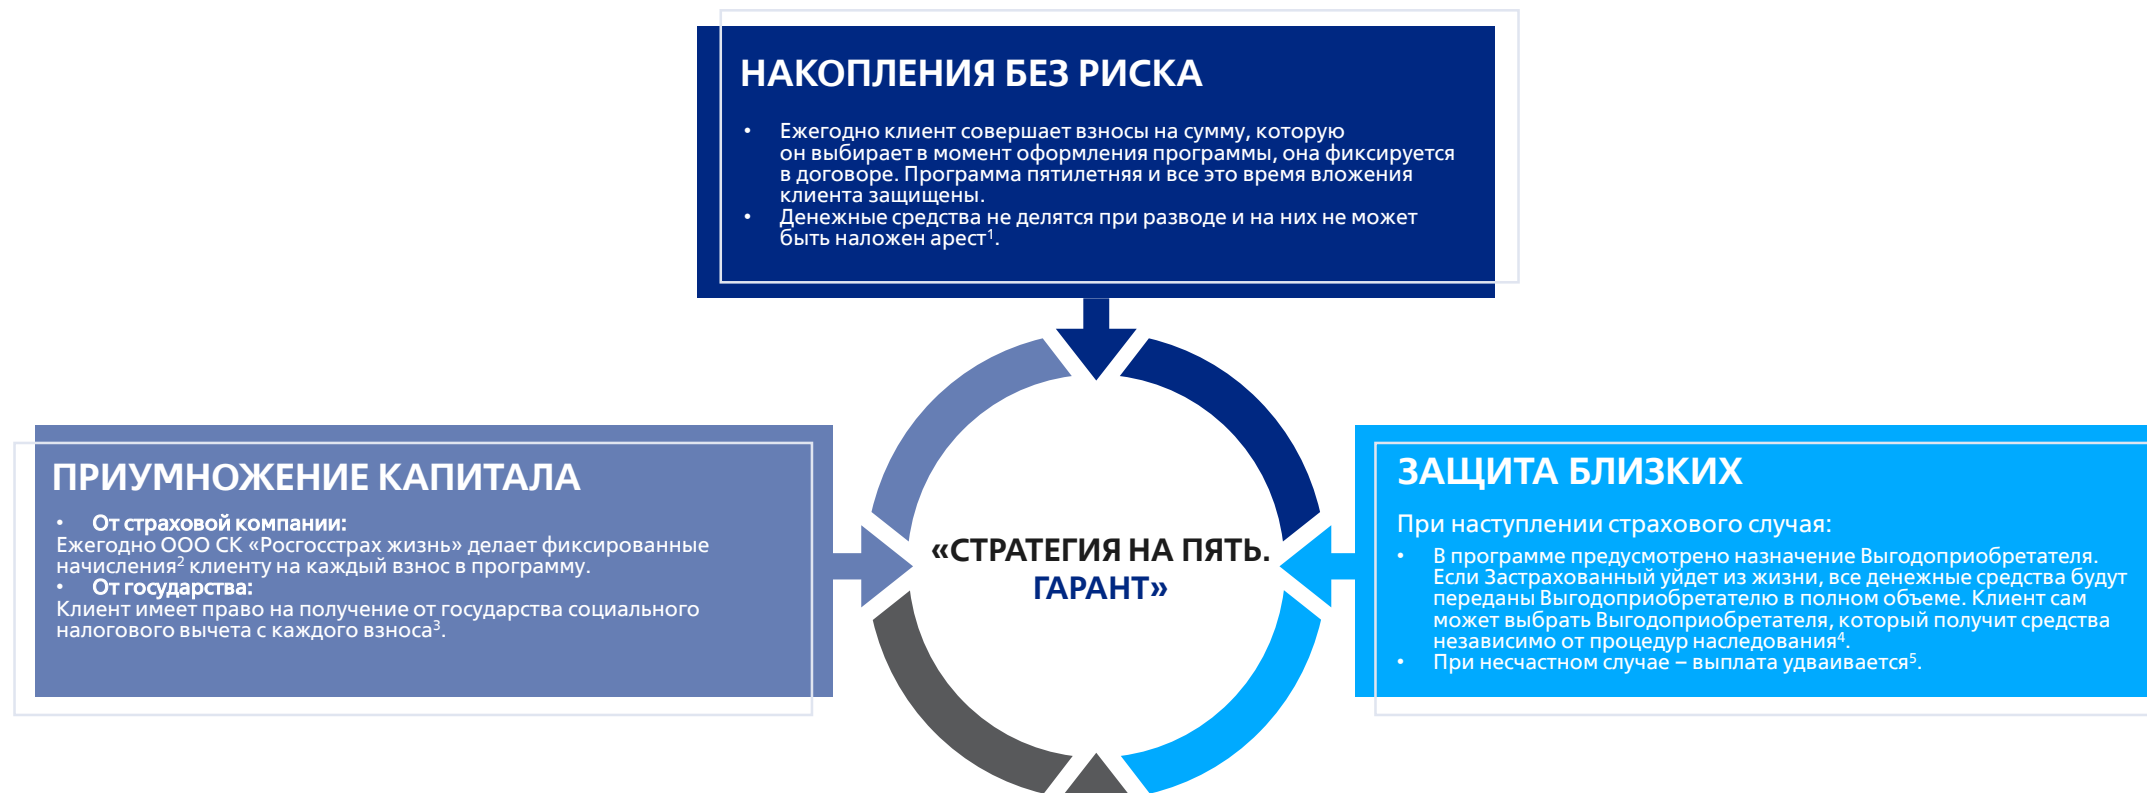 НАКОПЛЕНИЯ БЕЗ РИСКА
• Ежегодно клиент совершает взносы на сумму, которую
он выбирает в момент оформления программы, она фиксируется
в договоре. Программа пятилетняя и все это время вложения
клиента защищены.
• Денежные средства не делятся при разводе и на них не может
быть наложен арест¹.
ПРИУМНОЖЕНИЕ КАПИТАЛА
• От страховой компании:
Ежегодно ООО СК «Росгосстрах жизнь» делает фиксированные
начисления² клиенту на каждый взнос в программу.
• От государства:
Клиент имеет право на получение от государства социального
налогового вычета с каждого взноса³.
«СТРАТЕГИЯ НА ПЯТЬ.
ГАРАНТ»
ЗАЩИТА БЛИЗКИХ
При наступлении страхового случая:
• В программе предусмотрено назначение Выгодоприобретателя.
Если Застрахованный уйдет из жизни, все денежные средства будут
переданы Выгодоприобретателю в полном объеме. Клиент сам
может выбрать Выгодоприобретателя, который получит средства
независимо от процедур наследования⁴.
• При несчастном случае – выплата удваивается⁵.